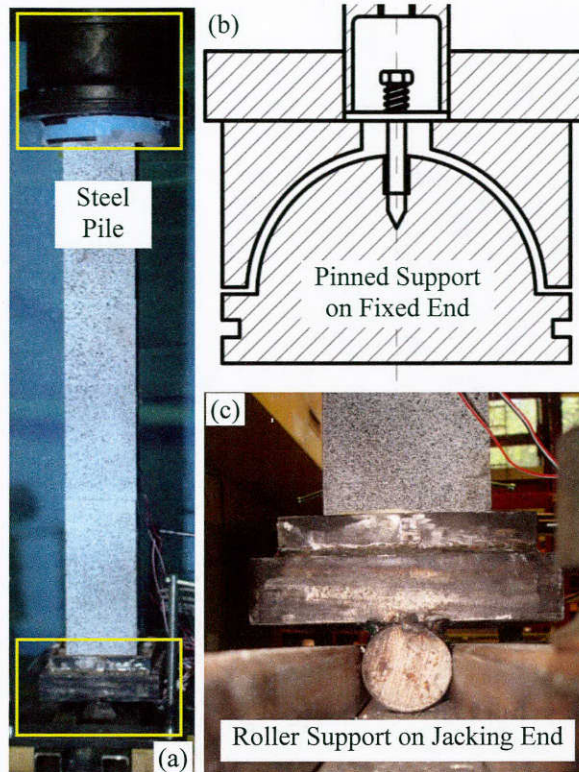 (b)
Steel
Pile
Pinned Support
on Fixed End
(c)
(a)
Roller Support on Jacking End